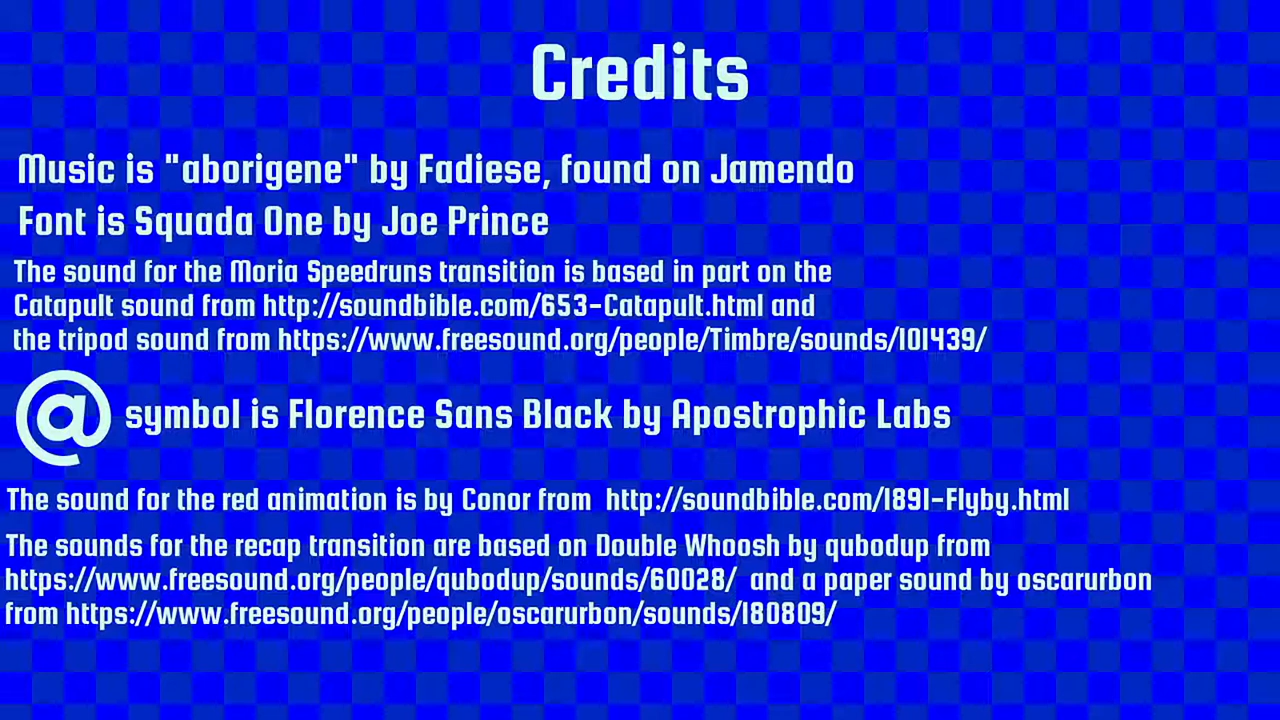 Credits
Music is "aborigene" by Fadiese, found on Jamendo
Font is Squada One by Joe Prince
The sound for the Moria Speedruns transition is based in part on the
Catapult sound from http://soundbible.com/653-Catapult.html and
the tripod sound from https://www.freesound.org/people/Timbre/sounds/101439/
@ symbol is Florence Sans Black by Apostrophic Labs
The sound for the red animation is by Conor from http://soundbible.com/1891-Flyby.html
The sounds for the recap transition are based on Double Whoosh by qubodup from
https://www.freesound.org/people/qubodup/sounds/60028/ and a paper sound by oscarurbon
from https://www.freesound.org/people/oscarurbon/sounds/180809/